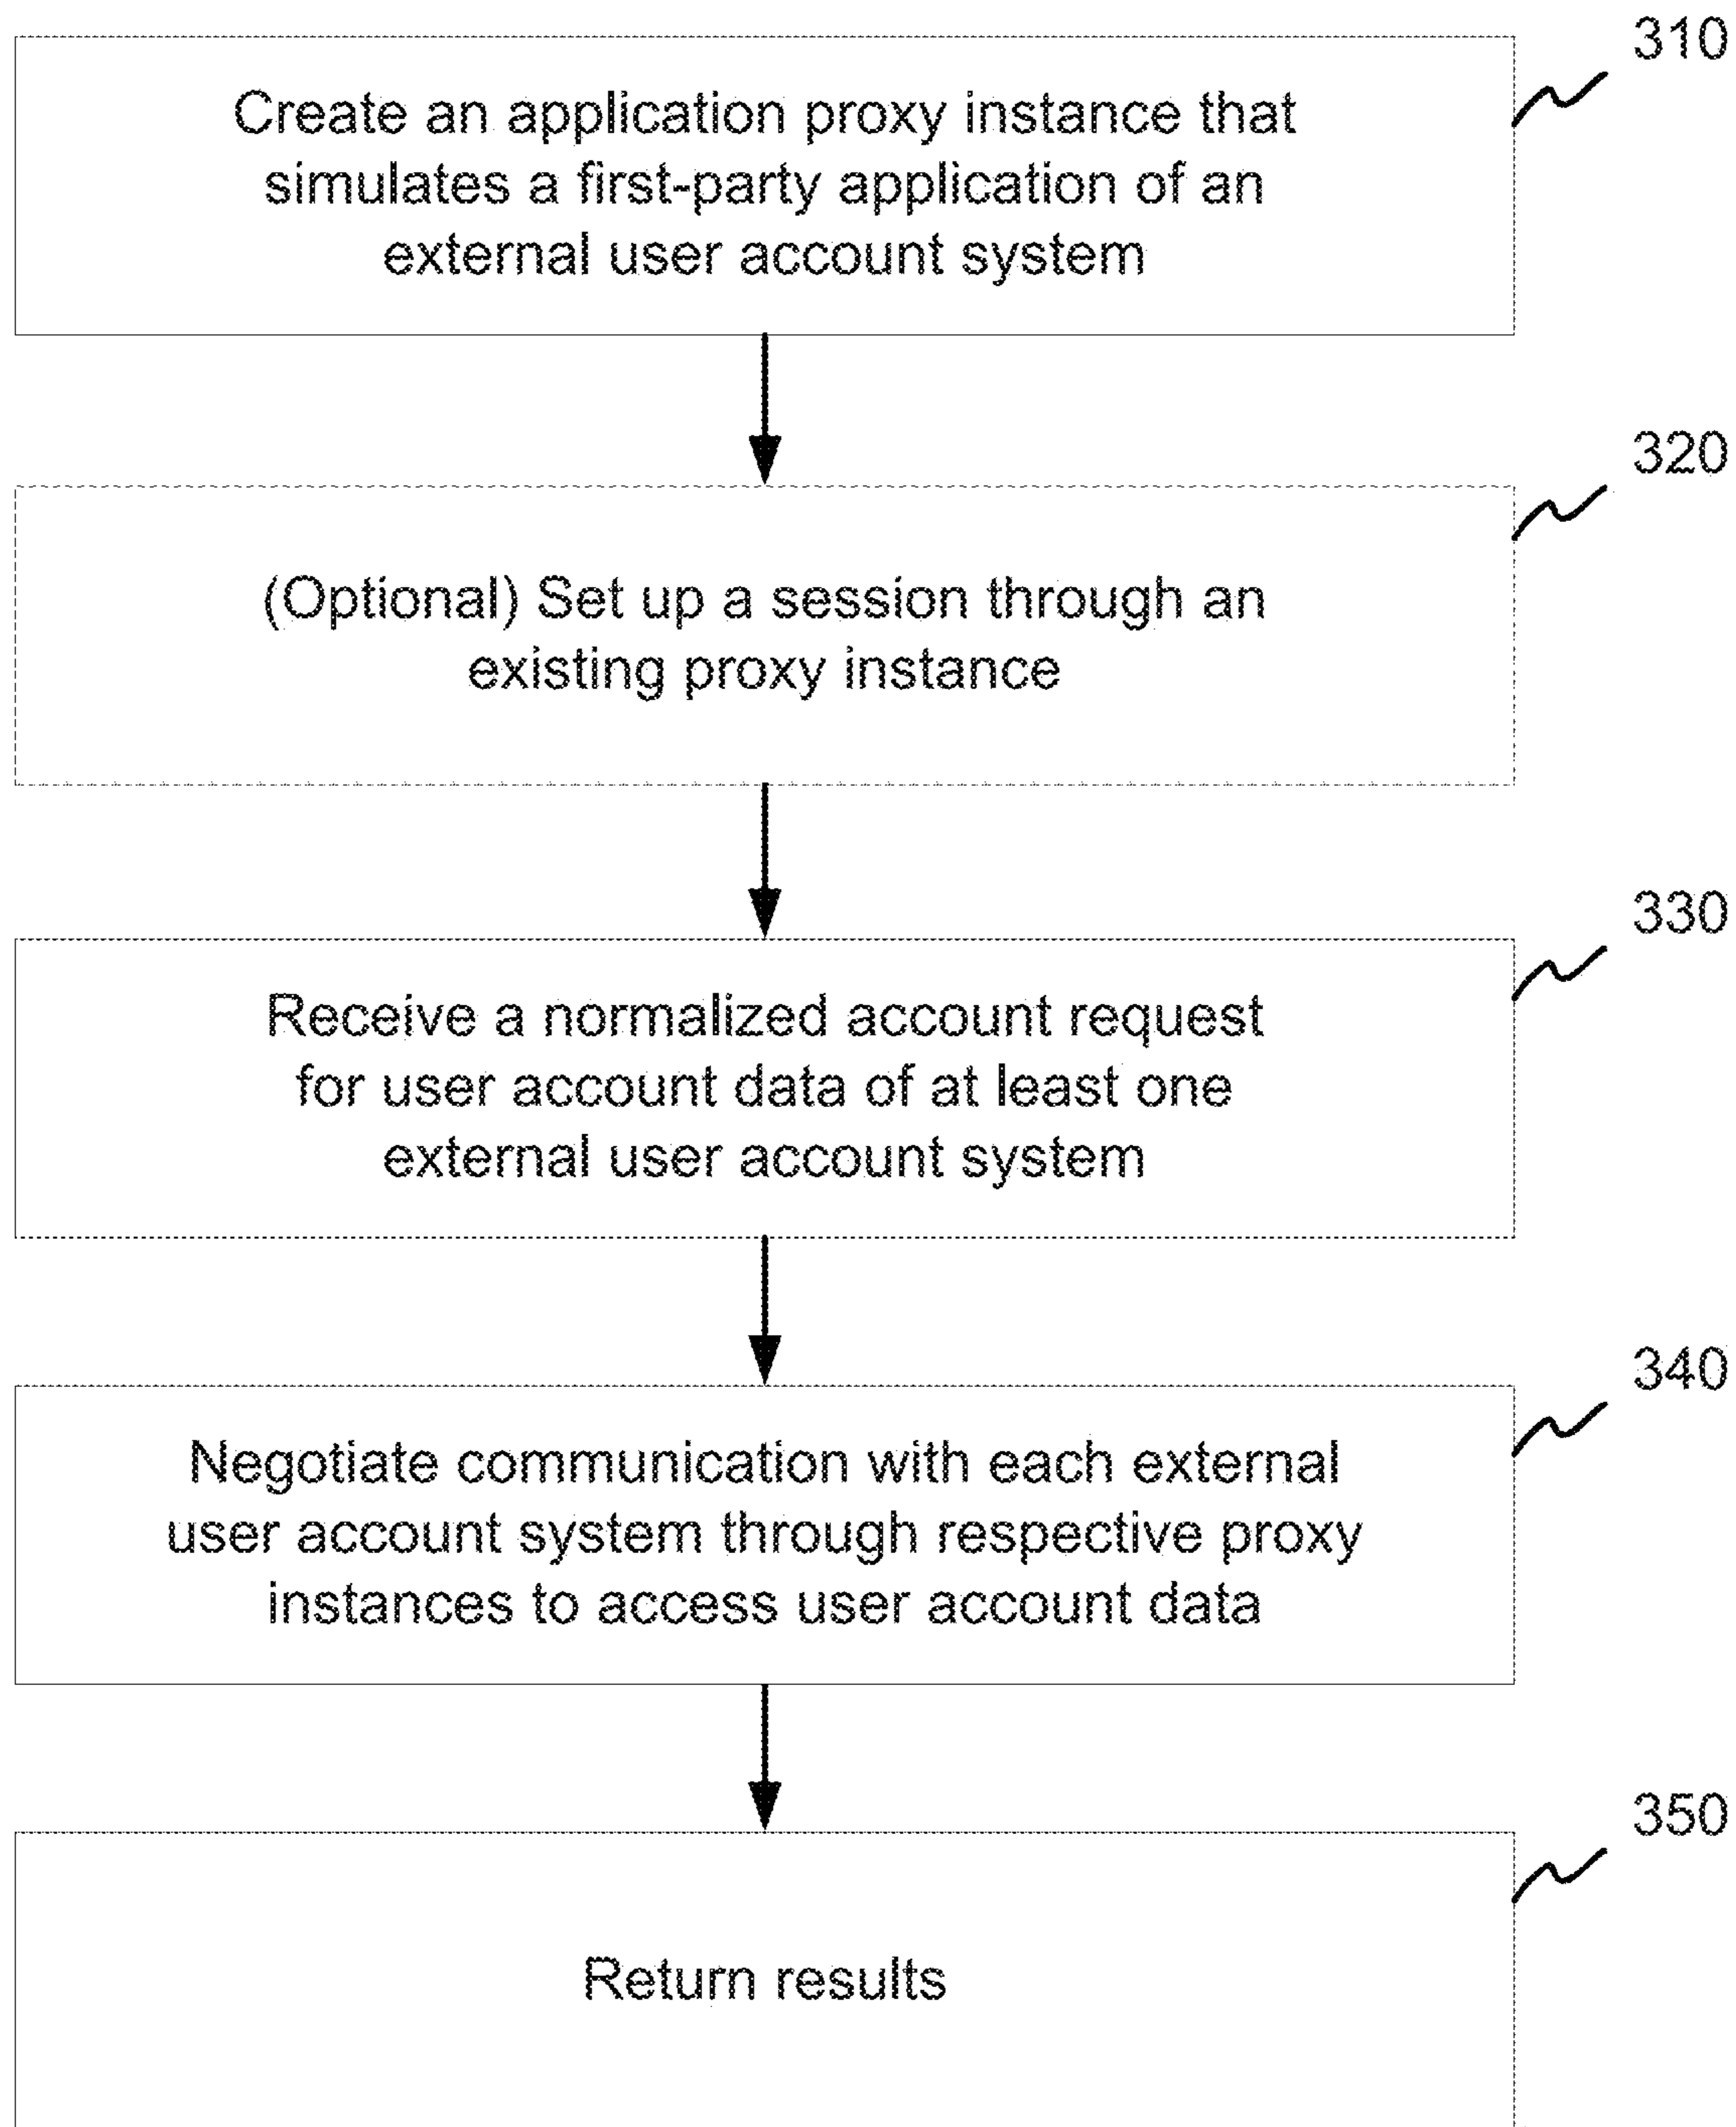 310
Create an application proxy instance that
simulates a first-party application of an
external user account system
320
(Optional) Set up a session through an
existing proxy instance
330
Receive a normalized account request
for user account data of at least one
external user account system
340
Negotiate communication with each external
user account system through respective proxy
instances to access user account data
350
Return results